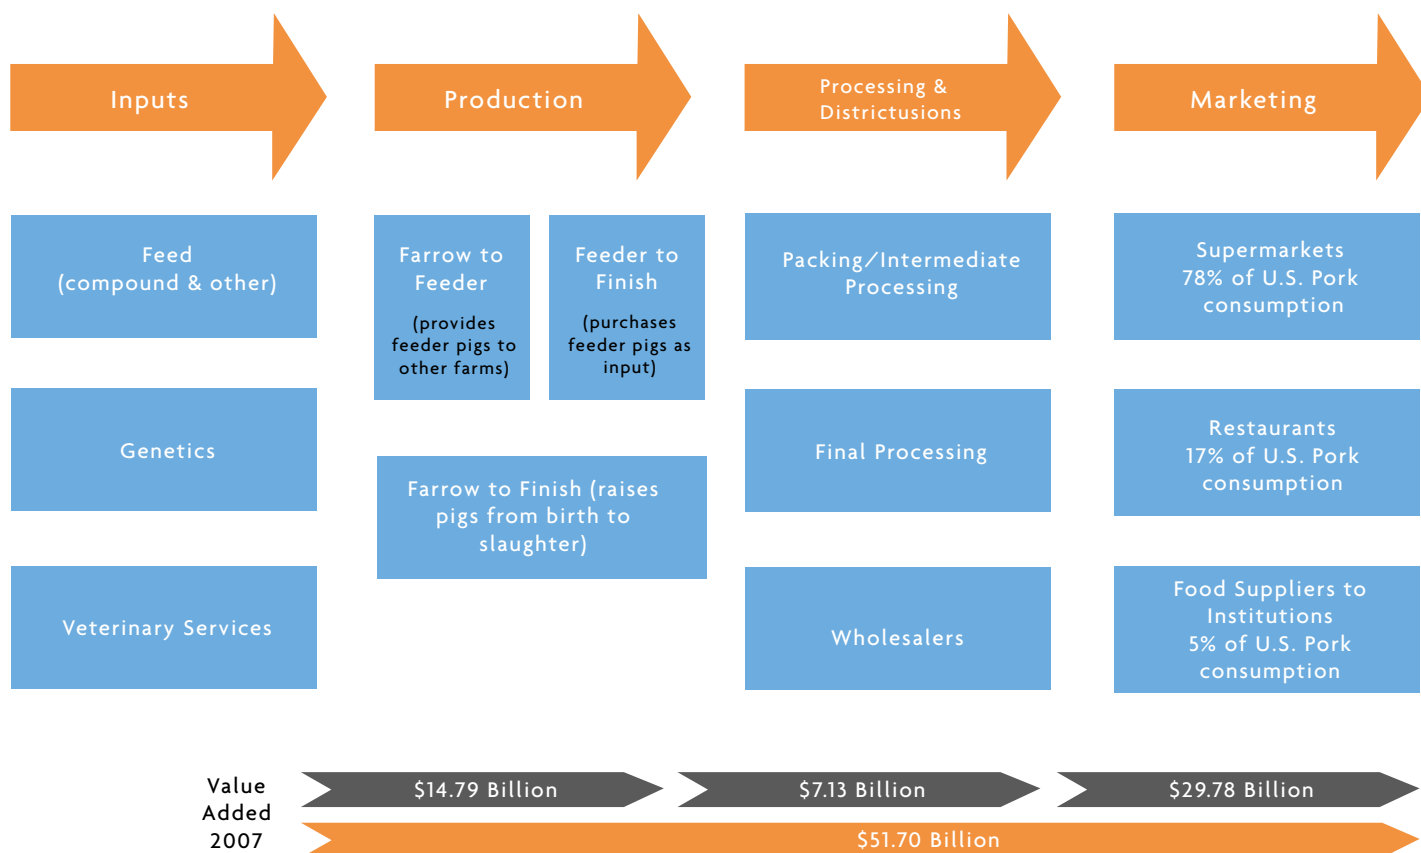 Inputs
Production
Processing &
Districtusions
Marketing
Feed
(compound & other)
Genetics
Veterinary Services
Farrow to
Feeder
(provides
feeder pigs to
other farms)
Feeder to
Finish
(purchases
feeder pigs as
input)
Farrow to Finish (raises
pigs from birth to
slaughter)
Packing/Intermediate
Processing
Final Processing
Wholesalers
Supermarkets
78% of U.S. Pork
consumption
Restaurants
17% of U.S. Pork
consumption
Food Suppliers to
Institutions
5% of U.S. Pork
consumption
Value
Added
2007
$14.79 Billion
$7.13 Billion
$29.78 Billion
$51.70 Billion